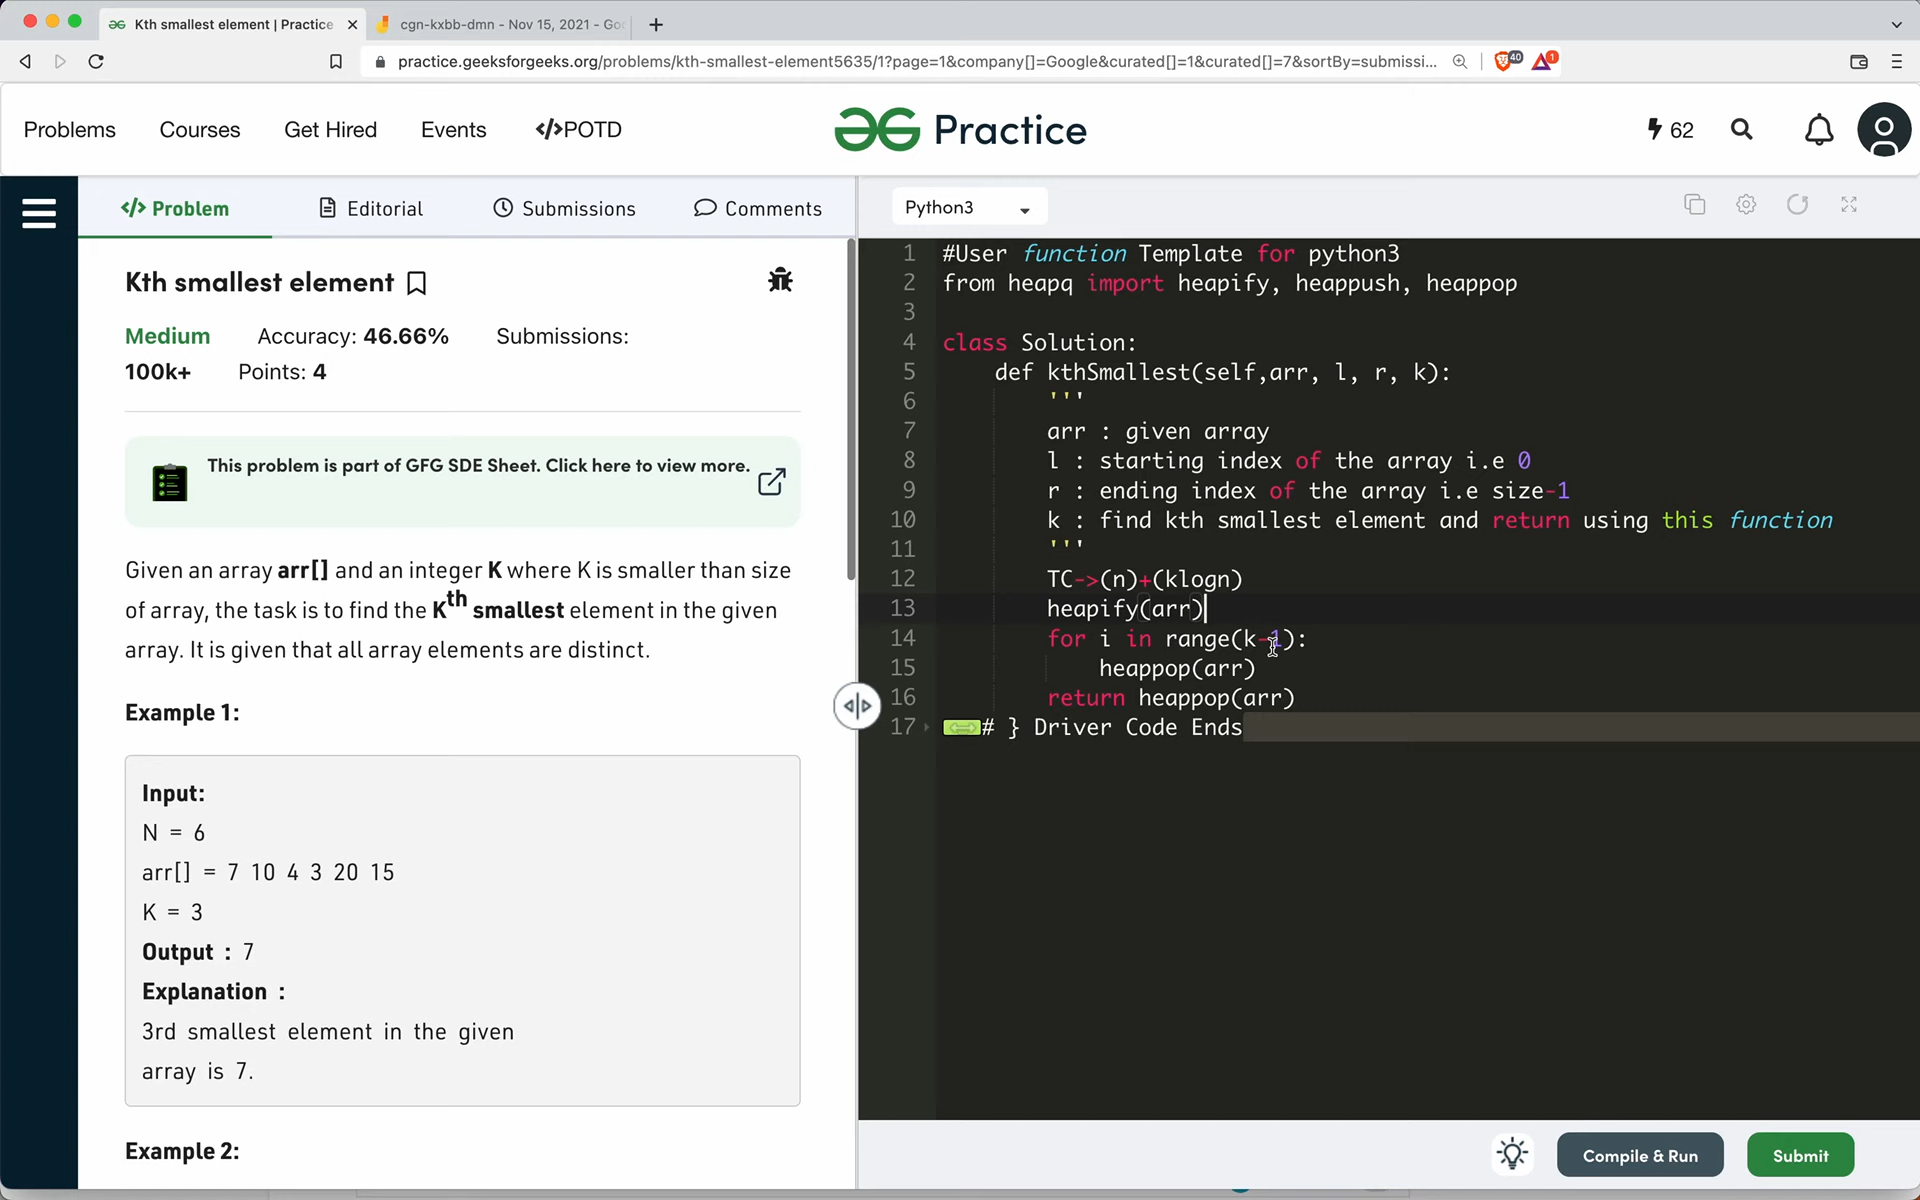 Kth smallest element | Practice
cgn-kxbb-dmn - Nov 15, 2021 - Go
practice.geeksforgeeks.org/problems/kth-smallest-element5635/1?page=1&company[]=Google&curated[]=1&curated[]=7&sortBy=submissi...
40
1
Problems
Courses
Get Hired
Events
</>POTD
Practice
62
</> Problem
Editorial
Submissions
Comments
Python3
Kth smallest element
Medium Accuracy: 46.66% Submissions:
100k+ Points: 4
This problem is part of GFG SDE Sheet. Click here to view more.
Given an array arr[] and an integer K where K is smaller than size
of array, the task is to find the Kth smallest element in the given
array. It is given that all array elements are distinct.
Example 1:
Input:
N = 6
arr[] = 7 10 4 3 20 15
K = 3
Output : 7
Explanation :
3rd smallest element in the given
array is 7.
Example 2:
1 #User function Template for python3
2 from heapq import heapify, heappush, heappop
3
4 class Solution:
5 def kthSmallest(self,arr, l, r, k):
6 '''
7 arr : given array
8 l : starting index of the array i.e 0
9 r : ending index of the array i.e size-1
10 k : find kth smallest element and return using this function
11 '''
12 TC->(n)+(klogn)
13 heapify(arr)
14 for i in range(k-1):
15 heappop(arr)
16 return heappop(arr)
17 # } Driver Code Ends
Compile & Run
Submit